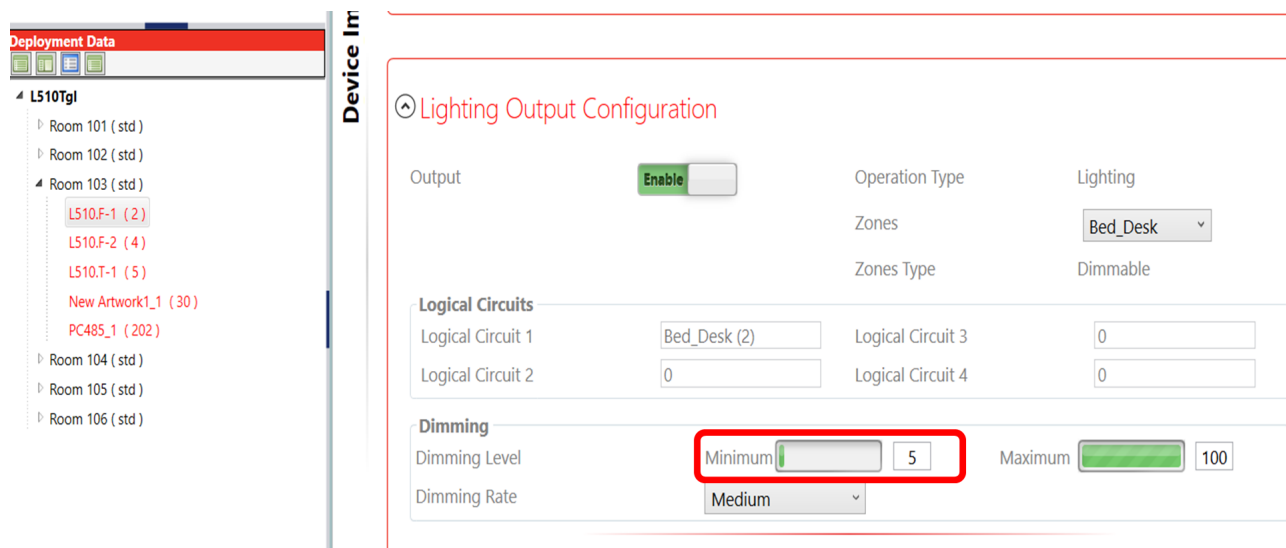 Deployment Data
L510Tgl
Room 101 ( std )
Room 102 ( std )
Room 103 ( std )
L510.F-1 ( 2 )
L510.F-2 ( 4 )
L510.T-1 ( 5 )
New Artwork1_1 ( 30 )
PC485_1 ( 202 )
Room 104 ( std )
Room 105 ( std )
Room 106 ( std )
Device Im
Lighting Output Configuration
Output Enable Operation Type Lighting
Zones Bed_Desk
Zones Type Dimmable
Logical Circuits
Logical Circuit 1 Bed_Desk (2) Logical Circuit 3 0
Logical Circuit 2 0 Logical Circuit 4 0
Dimming
Dimming Level Minimum 5 Maximum 100
Dimming Rate Medium